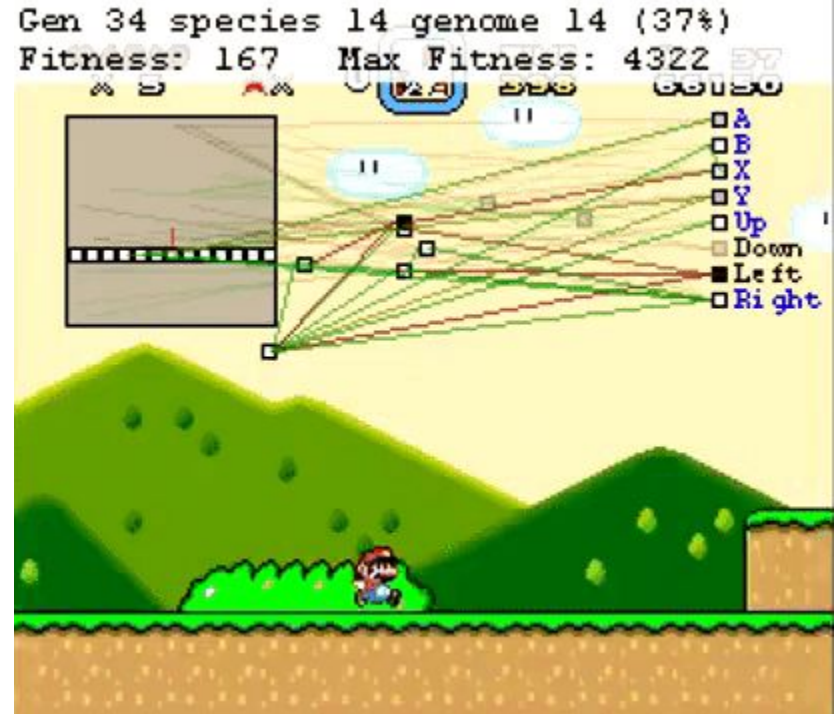 Gen 34 species 14 genome 14 (37%)
Fitness: 167 Max Fitness: 4322
A
B
X
Y
Up
Down
Left
Right